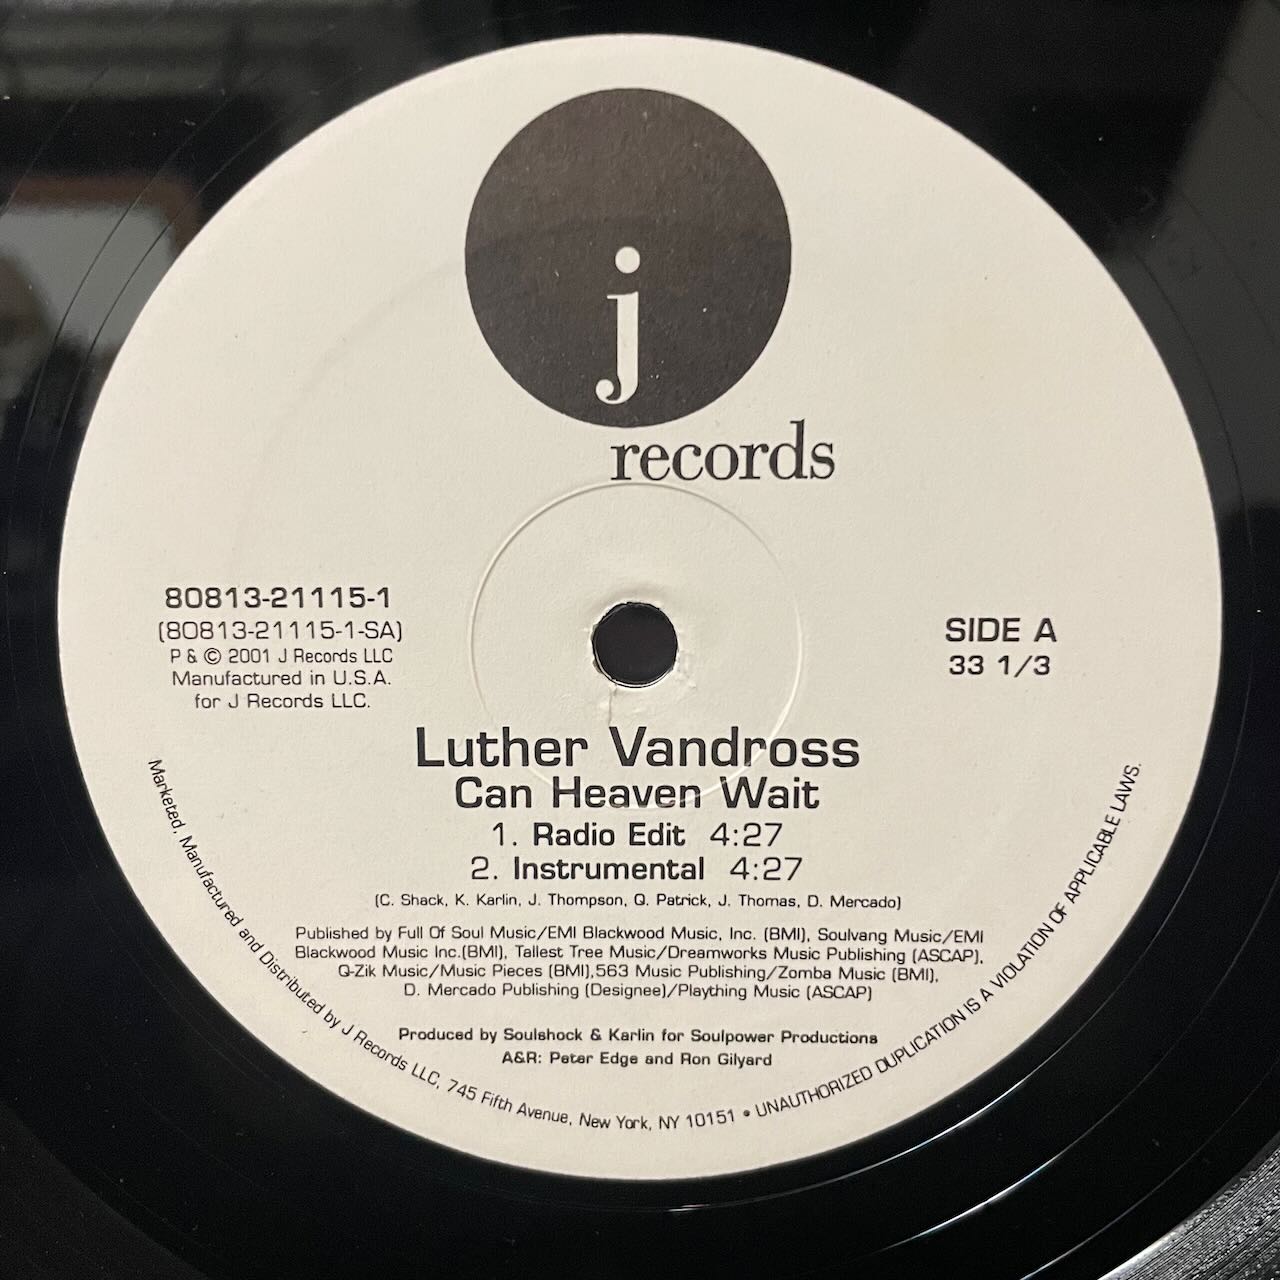 j
records
80813-21115-1
(80813-21115-1-SA)
P & © 2001 J Records LLC
Manufactured in U.S.A.
for J Records LLC.
SIDE A
33 1/3
Luther Vandross
Can Heaven Wait
1. Radio Edit 4:27
2. Instrumental 4:27
(C. Shack, K. Karlin, J. Thompson, Q. Patrick, J. Thomas, D. Mercado)
Published by Full Of Soul Music/EMI Blackwood Music, Inc. (BMI), Soulvang Music/EMI
Blackwood Music Inc.(BMI), Tallest Tree Music/Dreamworks Music Publishing (ASCAP),
Q-Zik Music/Music Pieces (BMI),563 Music Publishing/Zomba Music (BMI),
D. Mercado Publishing (Designee)/Plaything Music (ASCAP)
Produced by Soulshock & Karlin for Soulpower Productions
A&R: Peter Edge and Ron Gilyard
Marketed, Manufactured and Distributed by J Records LLC, 745 Fifth Avenue, New York, NY 10151 • UNAUTHORIZED DUPLICATION IS A VIOLATION OF APPLICABLE LAWS.